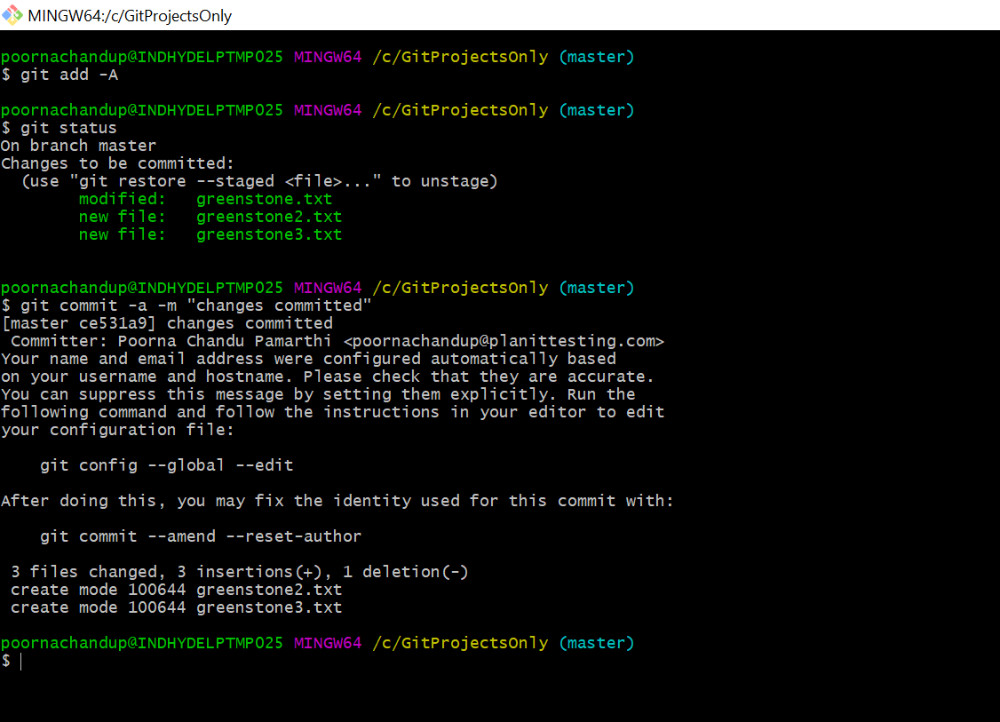 MINGW64:/c/GitProjectsOnly
poornachandup@INDHYDELPTMP025 MINGW64 /c/GitProjectsOnly (master)
$ git add -A
poornachandup@INDHYDELPTMP025 MINGW64 /c/GitProjectsOnly (master)
$ git status
On branch master
Changes to be committed:
  (use "git restore --staged <file>..." to unstage)
        modified:   greenstone.txt
        new file:   greenstone2.txt
        new file:   greenstone3.txt
poornachandup@INDHYDELPTMP025 MINGW64 /c/GitProjectsOnly (master)
$ git commit -a -m "changes committed"
[master ce531a9] changes committed
 Committer: Poorna Chandu Pamarthi <poornachandup@planittesting.com>
Your name and email address were configured automatically based
on your username and hostname. Please check that they are accurate.
You can suppress this message by setting them explicitly. Run the
following command and follow the instructions in your editor to edit
your configuration file:
    git config --global --edit
After doing this, you may fix the identity used for this commit with:
    git commit --amend --reset-author
 3 files changed, 3 insertions(+), 1 deletion(-)
 create mode 100644 greenstone2.txt
 create mode 100644 greenstone3.txt
poornachandup@INDHYDELPTMP025 MINGW64 /c/GitProjectsOnly (master)
$